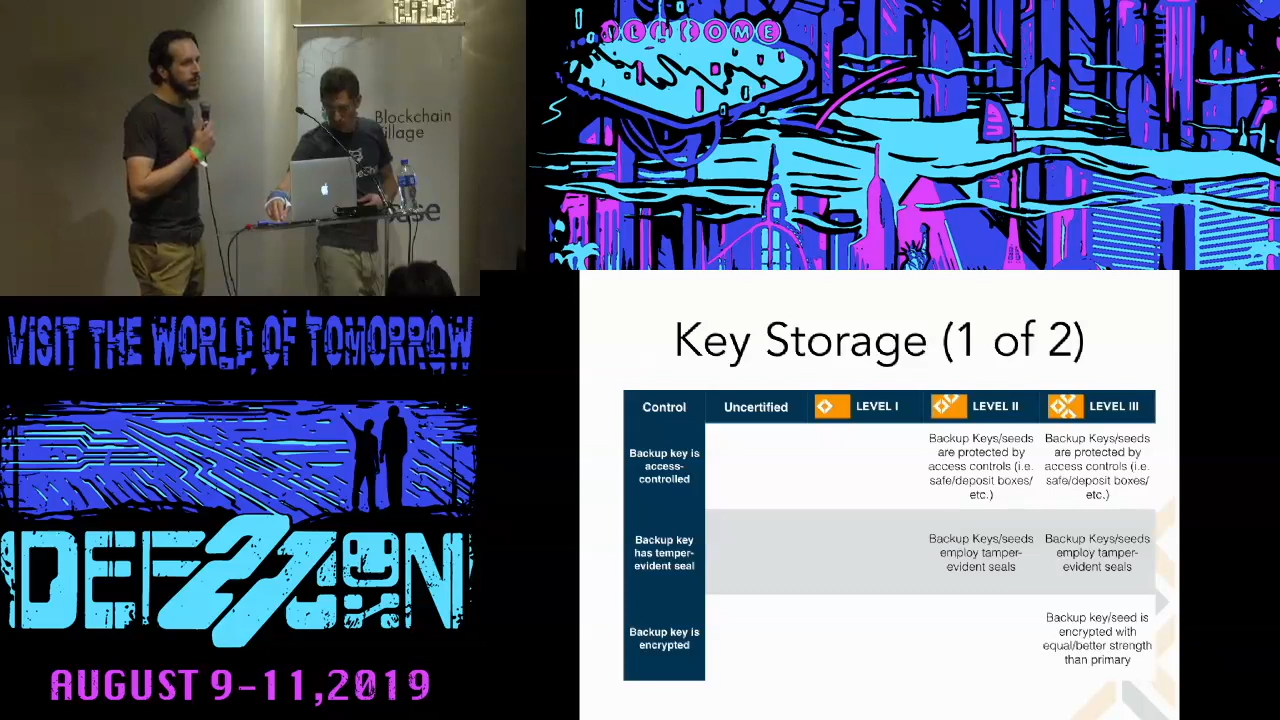 WELCOME
Blockchain
Village
VISIT THE WORLD OF TOMORROW
DEF CON
27
AUGUST 9-11,2019
Key Storage (1 of 2)
Control Uncertified LEVEL I LEVEL II LEVEL III
Backup key is
access-
controlled
Backup Keys/seeds
are protected by
access controls (i.e.
safe/deposit boxes/
etc.)
Backup Keys/seeds
are protected by
access controls (i.e.
safe/deposit boxes/
etc.)
Backup key
has temper-
evident seal
Backup Keys/seeds
employ tamper-
evident seals
Backup Keys/seeds
employ tamper-
evident seals
Backup key is
encrypted
Backup key/seed is
encrypted with
equal/better strength
than primary